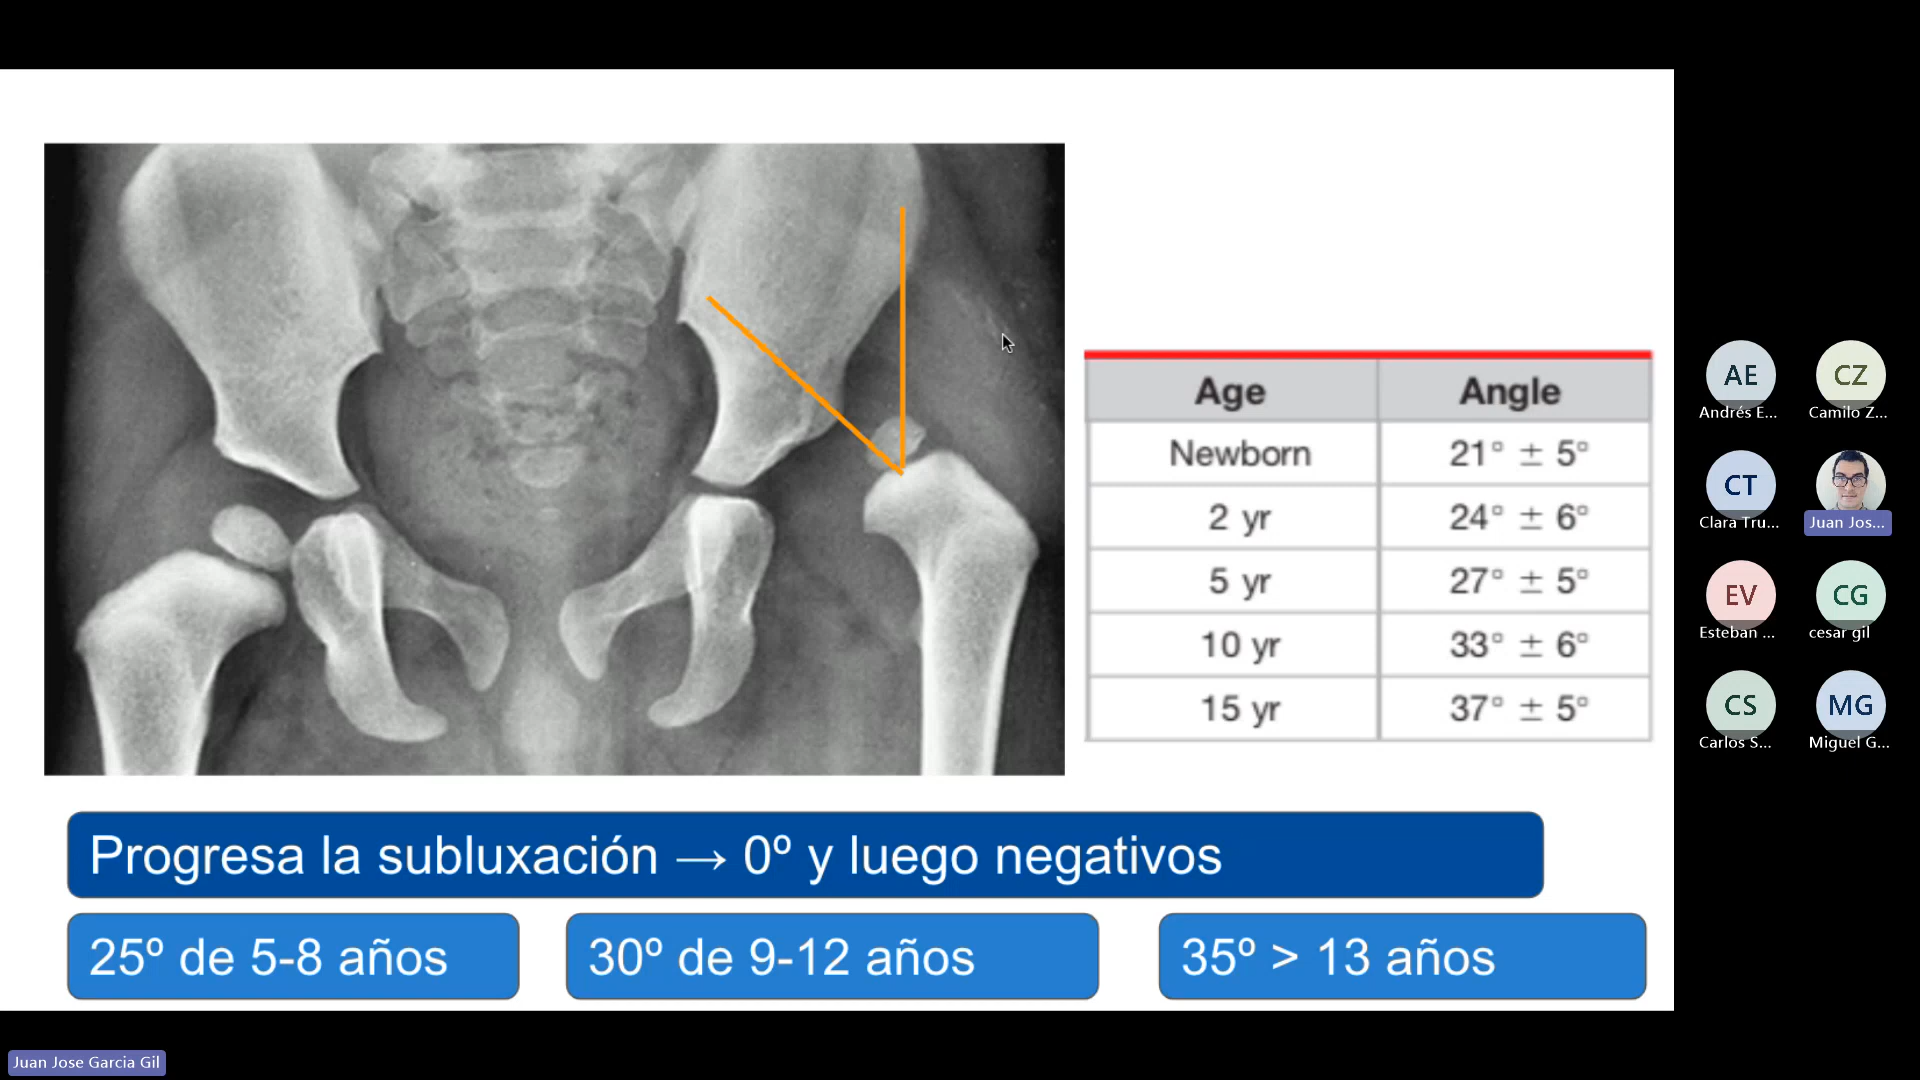 Age Angle
Newborn 21° ± 5°
2 yr 24° ± 6°
5 yr 27° ± 5°
10 yr 33° ± 6°
15 yr 37° ± 5°
Progresa la subluxación → 0º y luego negativos
25º de 5-8 años
30º de 9-12 años
35º > 13 años
AE CZ
Andrés E... Camilo Z...
CT
Clara Tru... Juan Jos...
EV CG
Esteban ... cesar gil
CS MG
Carlos S... Miguel G...
Juan Jose Garcia Gil